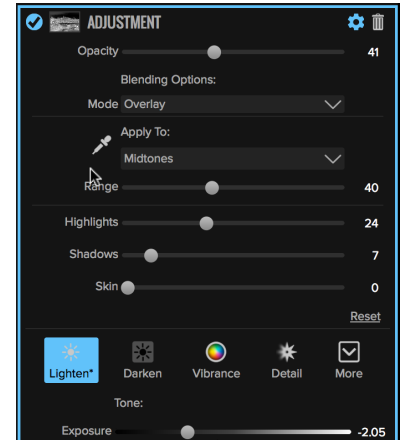 ADJUSTMENT
Opacity 41
Blending Options:
Mode Overlay
Apply To:
Midtones
Range 40
Highlights 24
Shadows 7
Skin 0
Reset
Lighten* Darken Vibrance Detail More
Tone:
Exposure -2.05